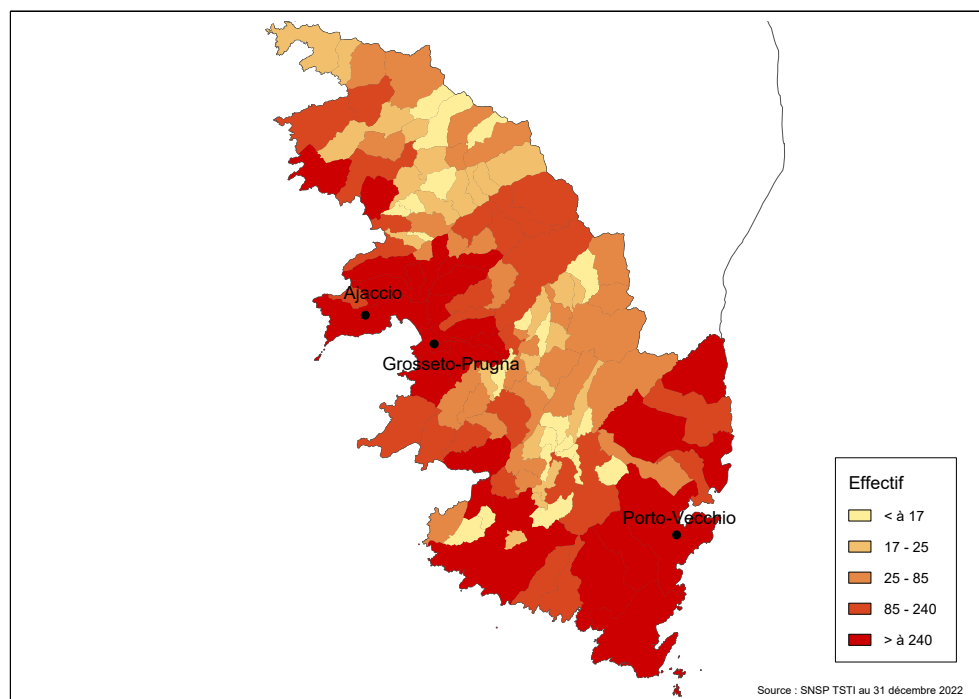 Ajaccio
Grosseto-Prugna
Porto-Vecchio
Effectif
< à 17
17 - 25
25 - 85
85 - 240
> à 240
Source : SNSP TSTI au 31 décembre 2022